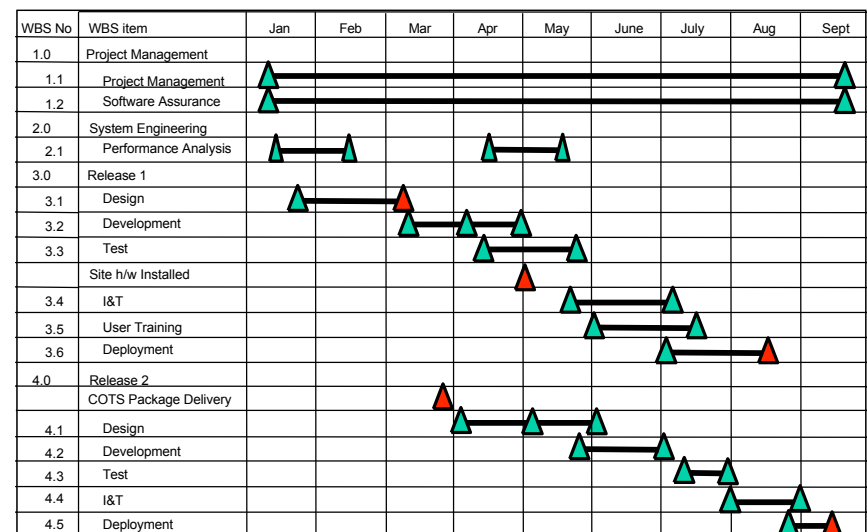 WBS No WBS item Jan Feb Mar Apr May June July Aug Sept
1.0 Project Management
1.1 Project Management
1.2 Software Assurance
2.0 System Engineering
2.1 Performance Analysis
3.0 Release 1
3.1 Design
3.2 Development
3.3 Test
Site h/w Installed
3.4 I&T
3.5 User Training
3.6 Deployment
4.0 Release 2
COTS Package Delivery
4.1 Design
4.2 Development
4.3 Test
4.4 I&T
4.5 Deployment